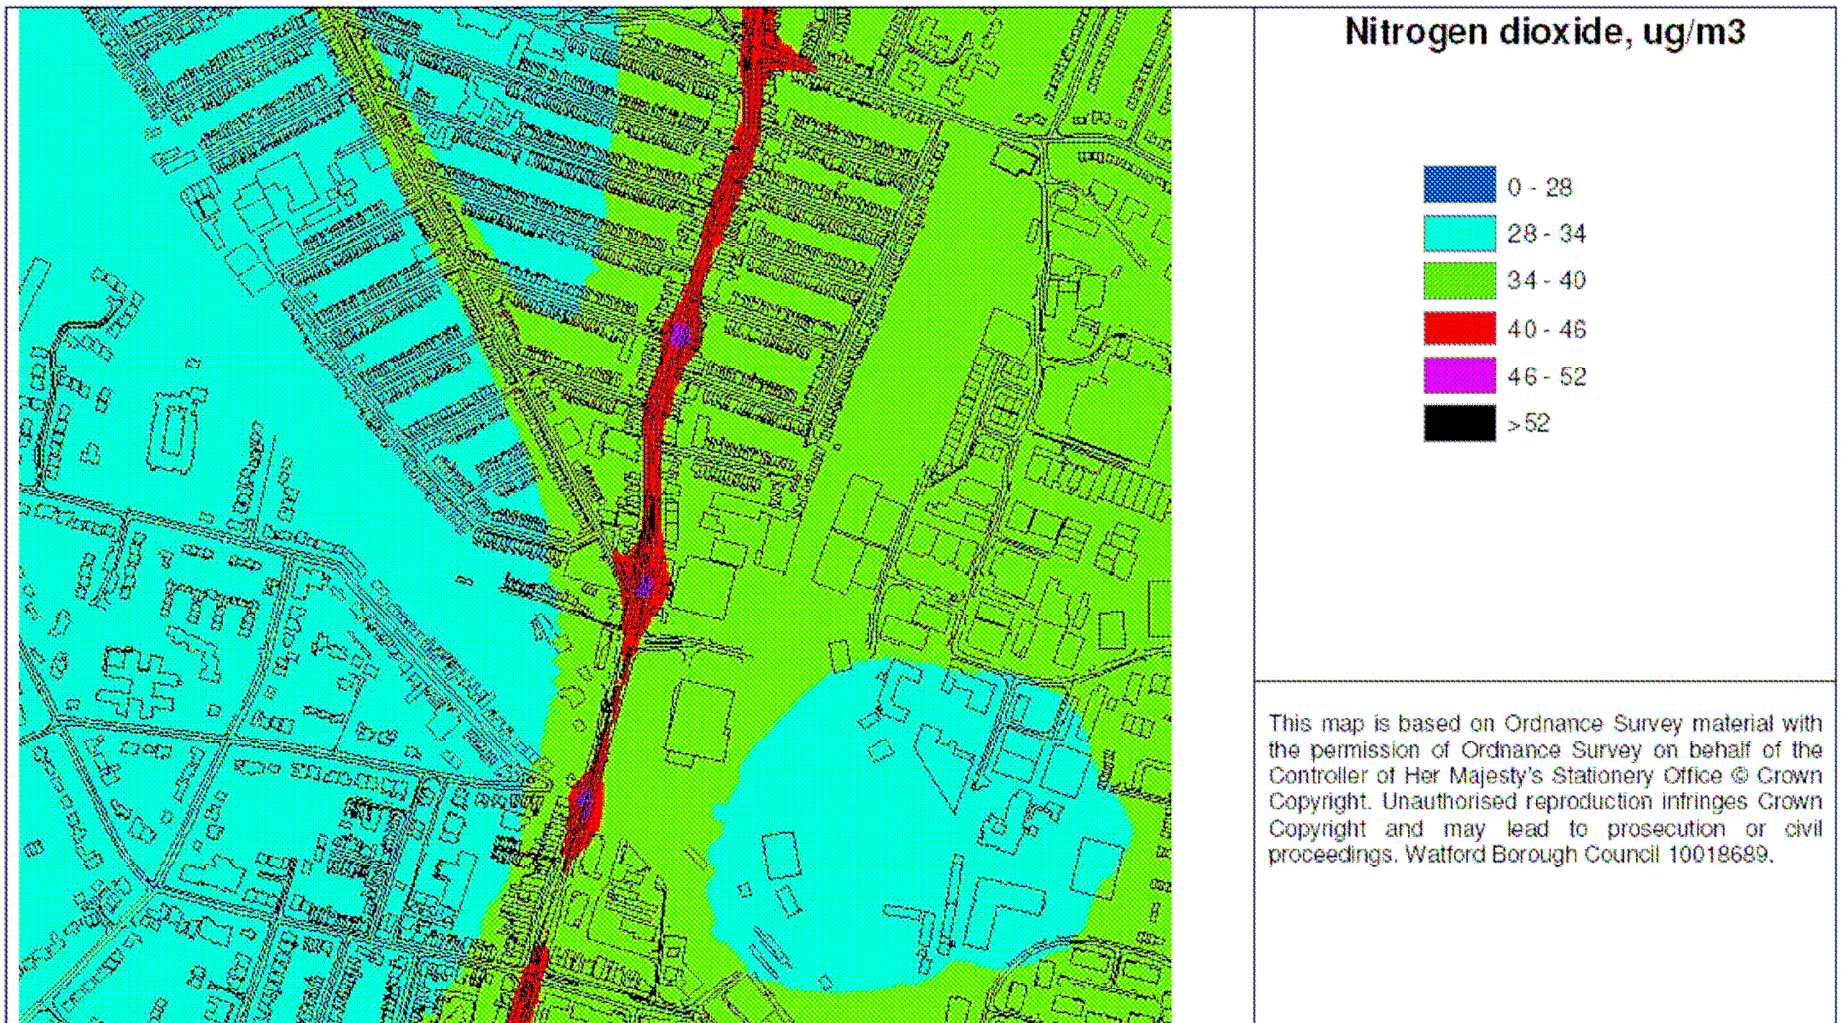 Nitrogen dioxide, ug/m3
0 - 28
28 - 34
34 - 40
40 - 46
46 - 52
>52
This map is based on Ordnance Survey material with
the permission of Ordnance Survey on behalf of the
Controller of Her Majesty's Stationery Office © Crown
Copyright. Unauthorised reproduction infringes Crown
Copyright and may lead to prosecution or civil
proceedings. Watford Borough Council 10018689.